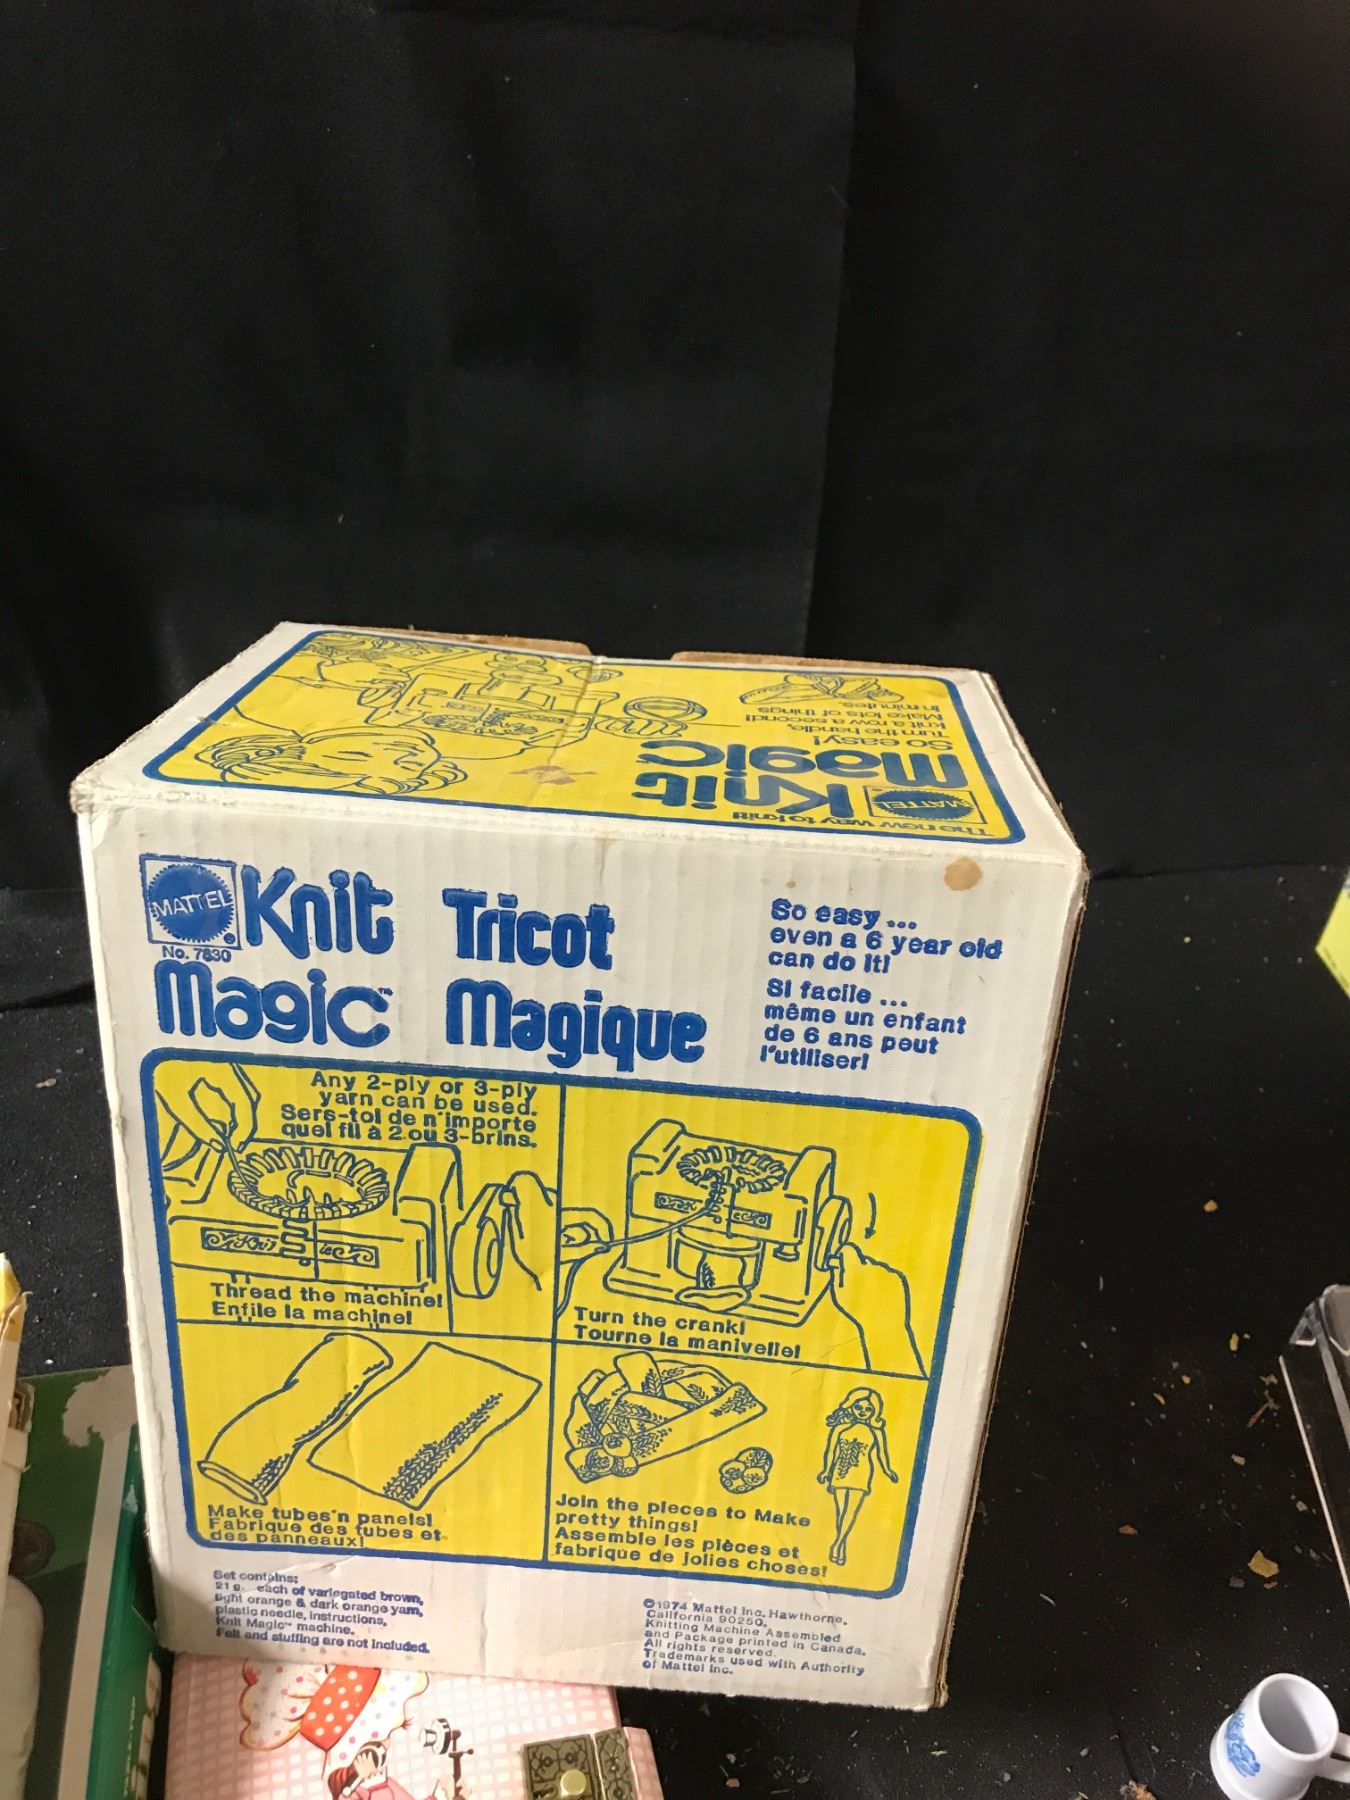 The new way to knit!
MATTEL
Knit
Magic
So easy!
Turn the handle,
knit a row a second!
Make lots of things
in minutes.
MATTEL
No. 7830
Knit
Magic™
Tricot
Magique
So easy ...
even a 6 year old
can do it!
Si facile ...
même un enfant
de 6 ans peut
l'utiliser!
Any 2-ply or 3-ply
yarn can be used.
Sers-toi de n'importe
quel fil à 2 ou 3-brins.
Thread the machine!
Enfile la machine!
Turn the crank!
Tourne la manivelle!
Make tubes'n panels!
Fabrique des tubes et
des panneaux!
Join the pieces to Make
pretty things!
Assemble les pièces et
fabrique de jolies choses!
Set contains:
21 g. each of variegated brown,
light orange & dark orange yarn,
plastic needle, instructions,
Knit Magic™ machine.
Felt and stuffing are not included.
©1974 Mattel Inc. Hawthorne,
California 90250.
Knitting Machine Assembled
and Package printed in Canada.
All rights reserved.
Trademarks used with Authority
of Mattel Inc.